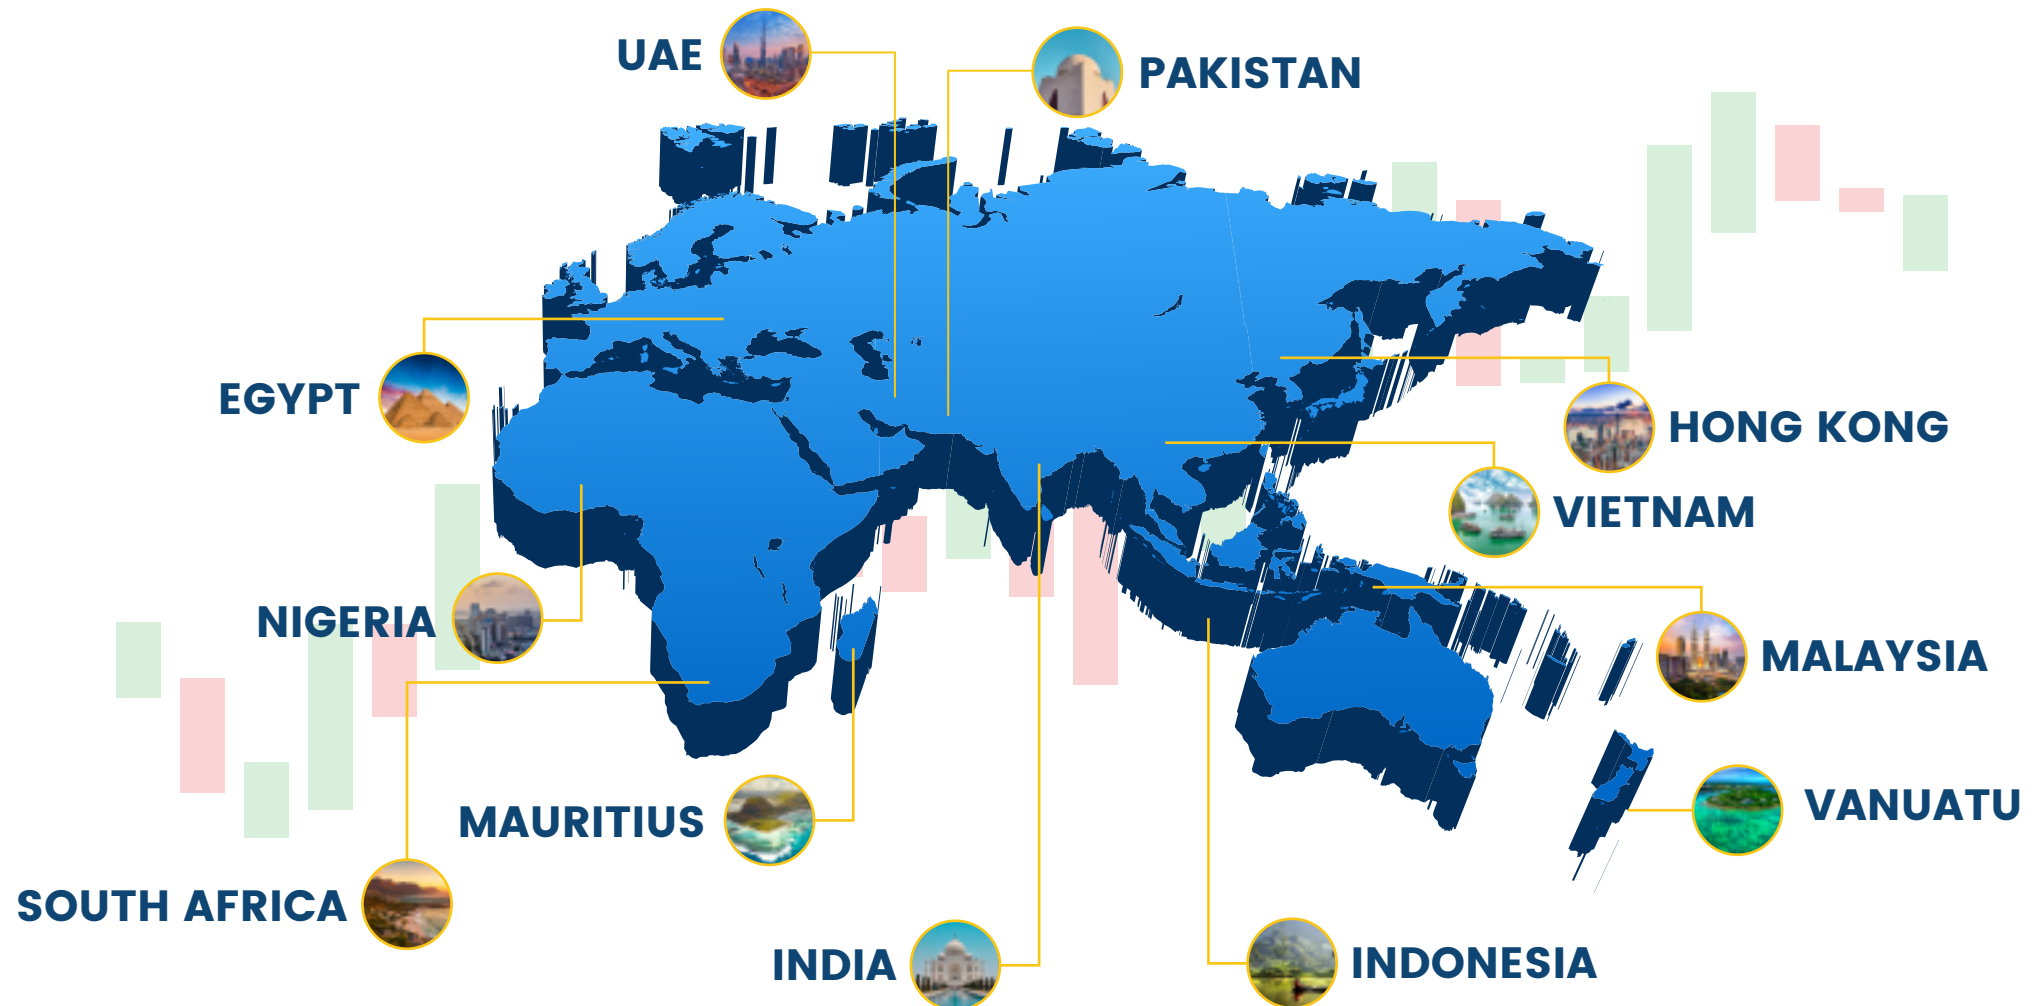 UAE
PAKISTAN
EGYPT
HONG KONG
VIETNAM
NIGERIA
MALAYSIA
MAURITIUS
VANUATU
SOUTH AFRICA
INDIA
INDONESIA